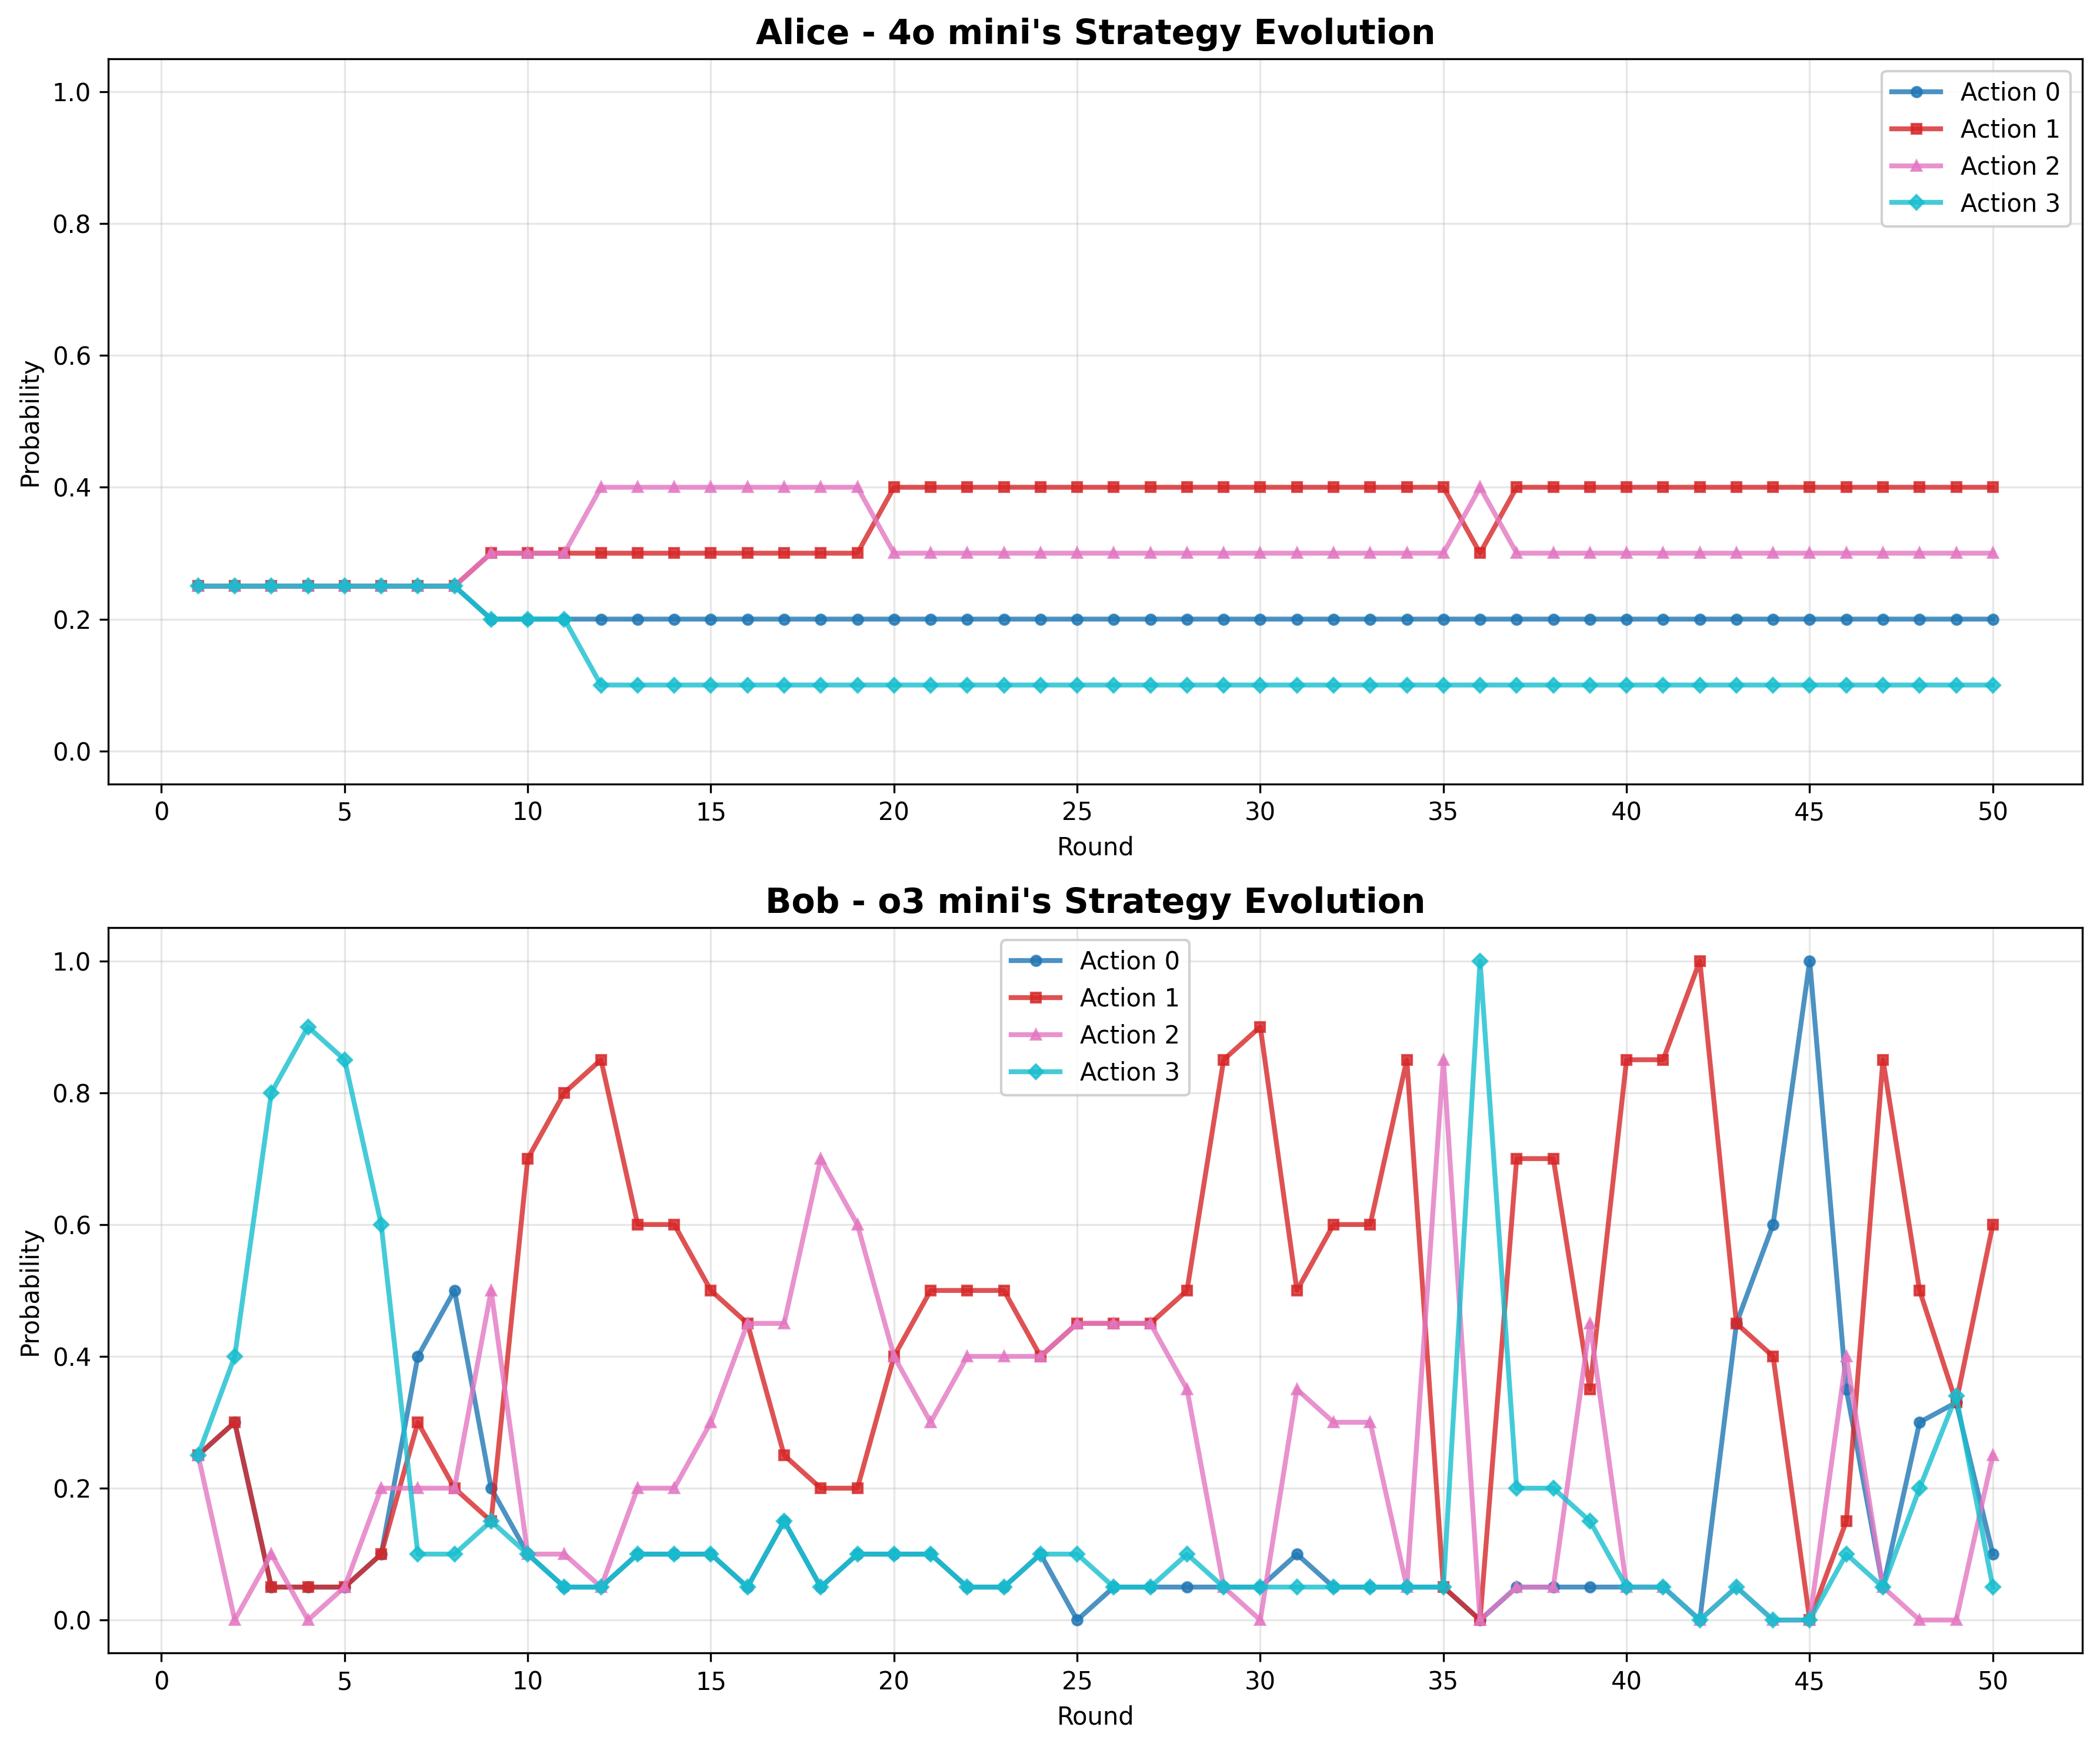 Alice - 4o mini's Strategy Evolution
1.0
0.8
0.6
0.4
0.2
0.0
Probability
Action 0
Action 1
Action 2
Action 3
0 5 10 15 20 25 30 35 40 45 50
Round
Bob - o3 mini's Strategy Evolution
1.0
0.8
0.6
0.4
0.2
0.0
Probability
Action 0
Action 1
Action 2
Action 3
0 5 10 15 20 25 30 35 40 45 50
Round